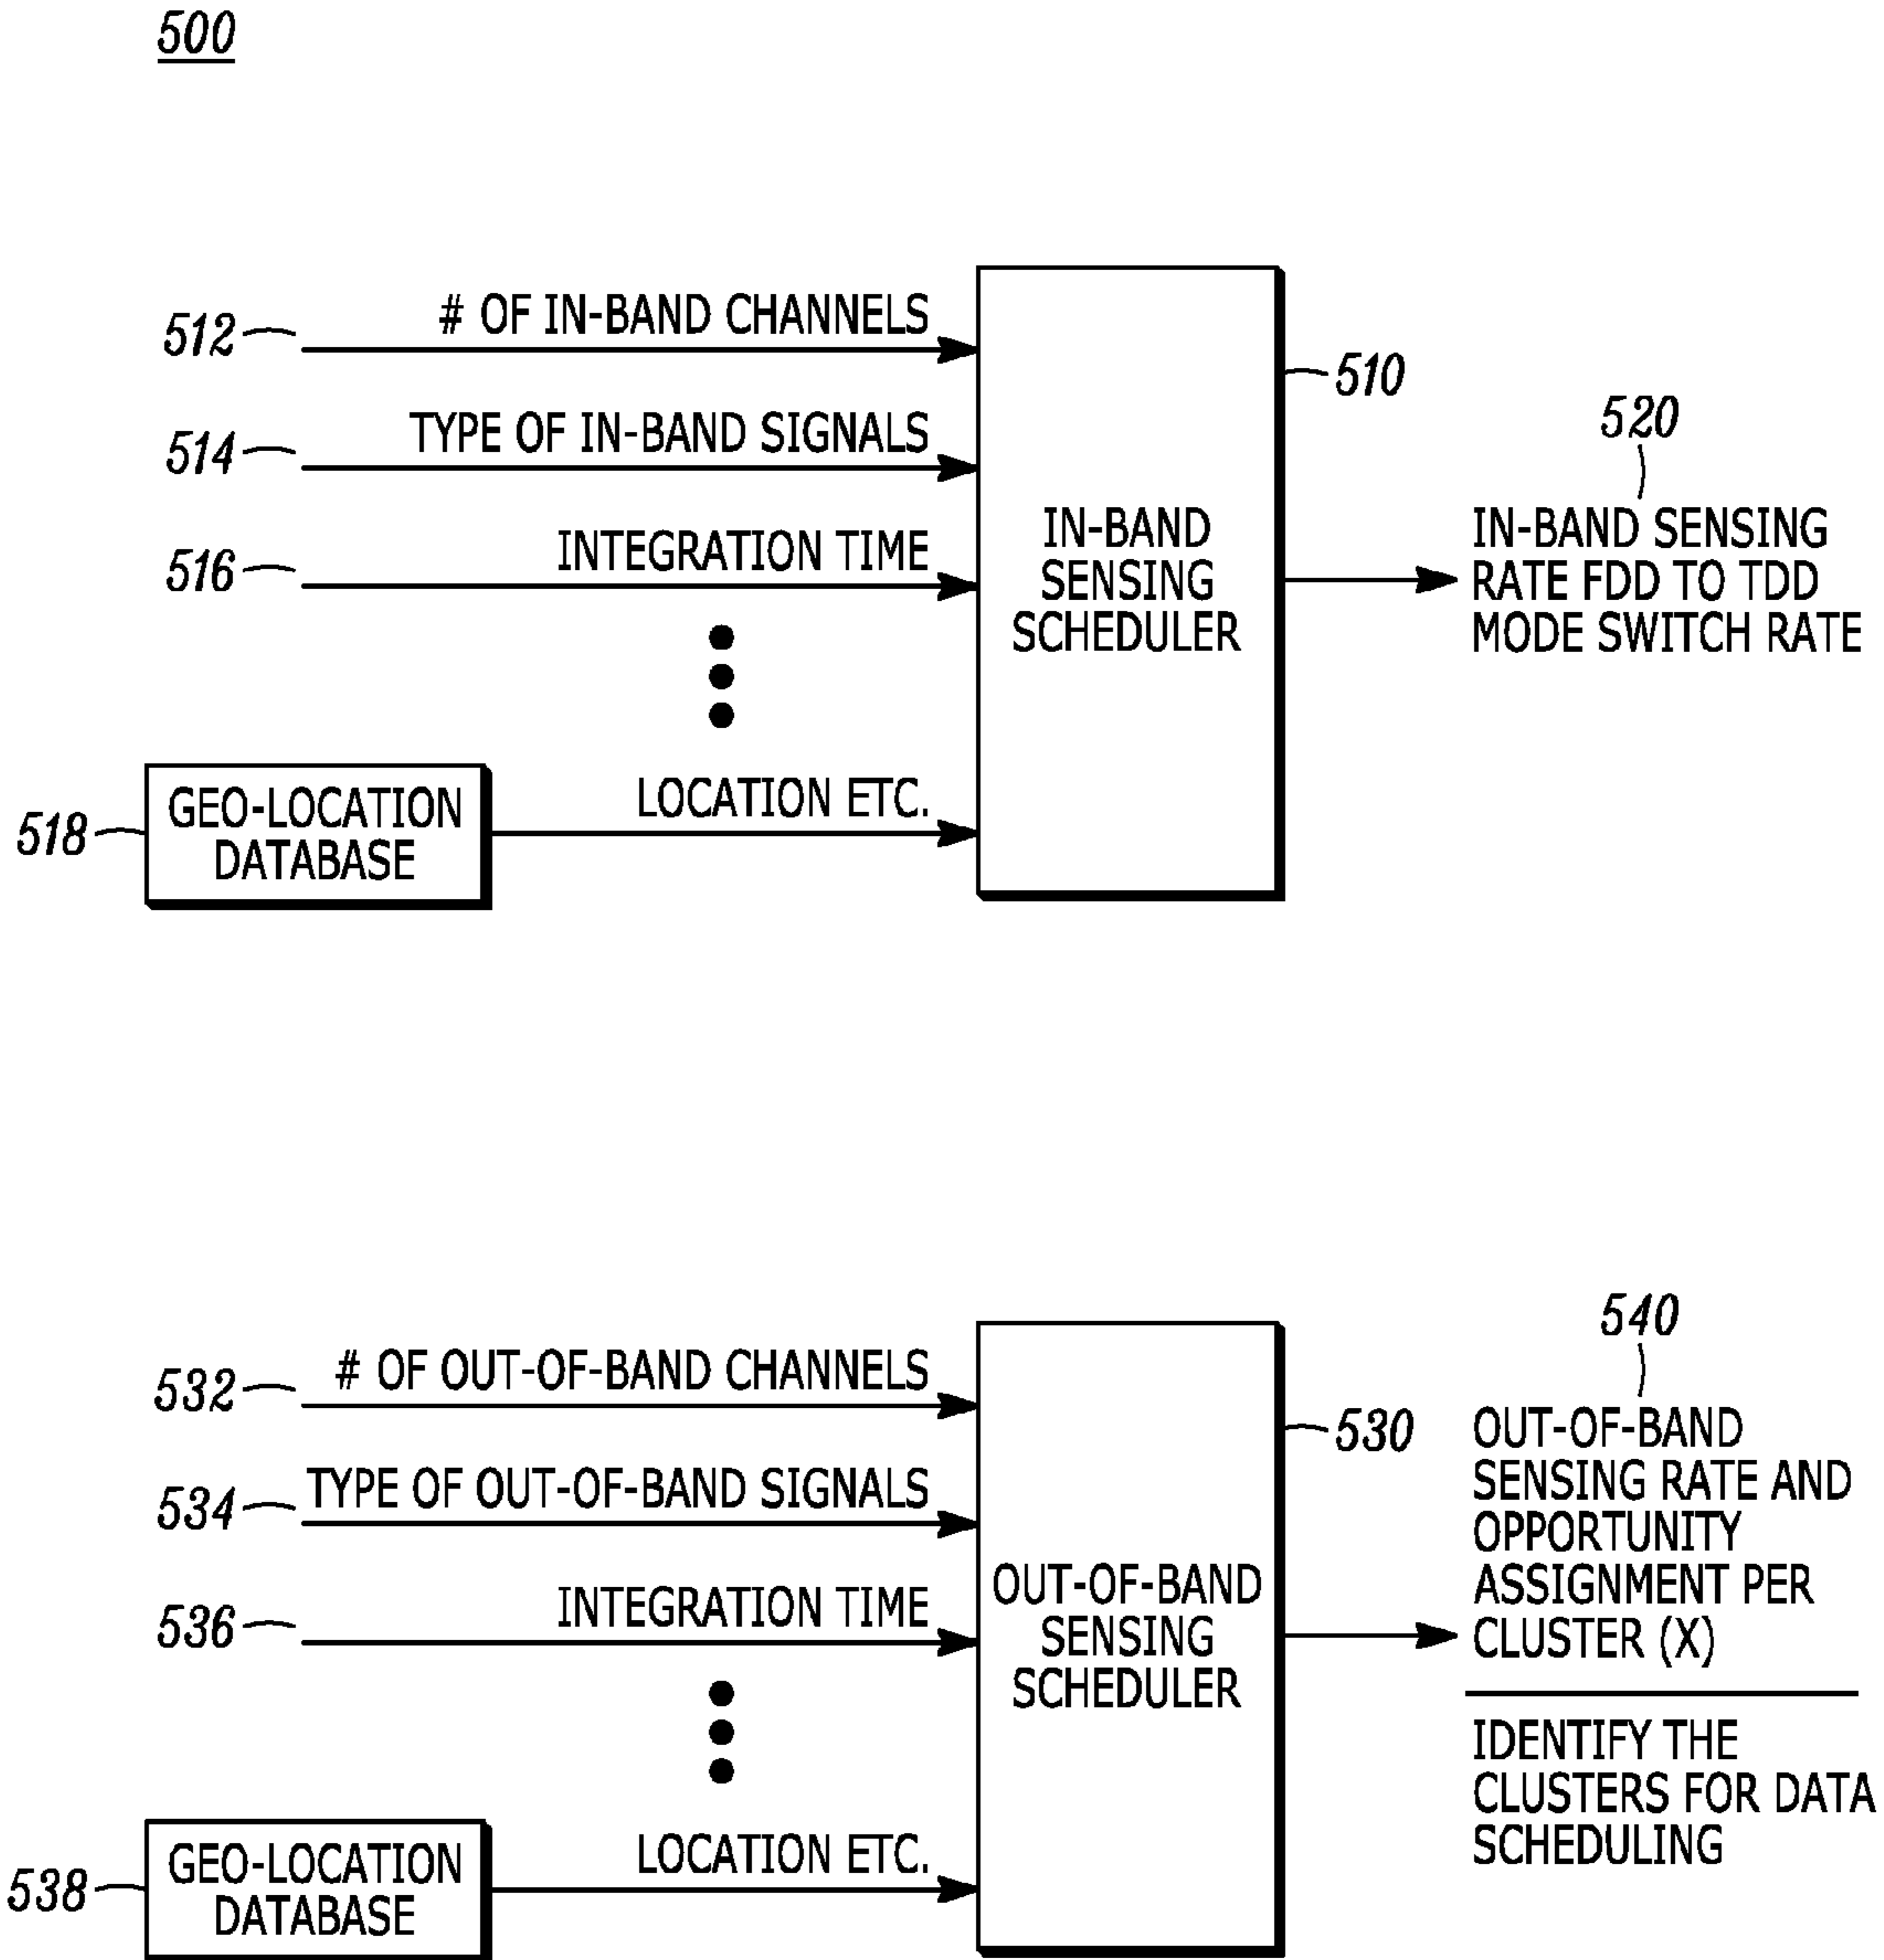 500
# OF IN-BAND CHANNELS
512
510
TYPE OF IN-BAND SIGNALS
514
520
INTEGRATION TIME
516
IN-BAND
SENSING
SCHEDULER
IN-BAND SENSING
RATE FDD TO TDD
MODE SWITCH RATE
LOCATION ETC.
518
GEO-LOCATION
DATABASE
# OF OUT-OF-BAND CHANNELS
532
530
TYPE OF OUT-OF-BAND SIGNALS
534
540
INTEGRATION TIME
536
OUT-OF-BAND
SENSING
SCHEDULER
OUT-OF-BAND
SENSING RATE AND
OPPORTUNITY
ASSIGNMENT PER
CLUSTER (X)
IDENTIFY THE
CLUSTERS FOR DATA
SCHEDULING
LOCATION ETC.
538
GEO-LOCATION
DATABASE